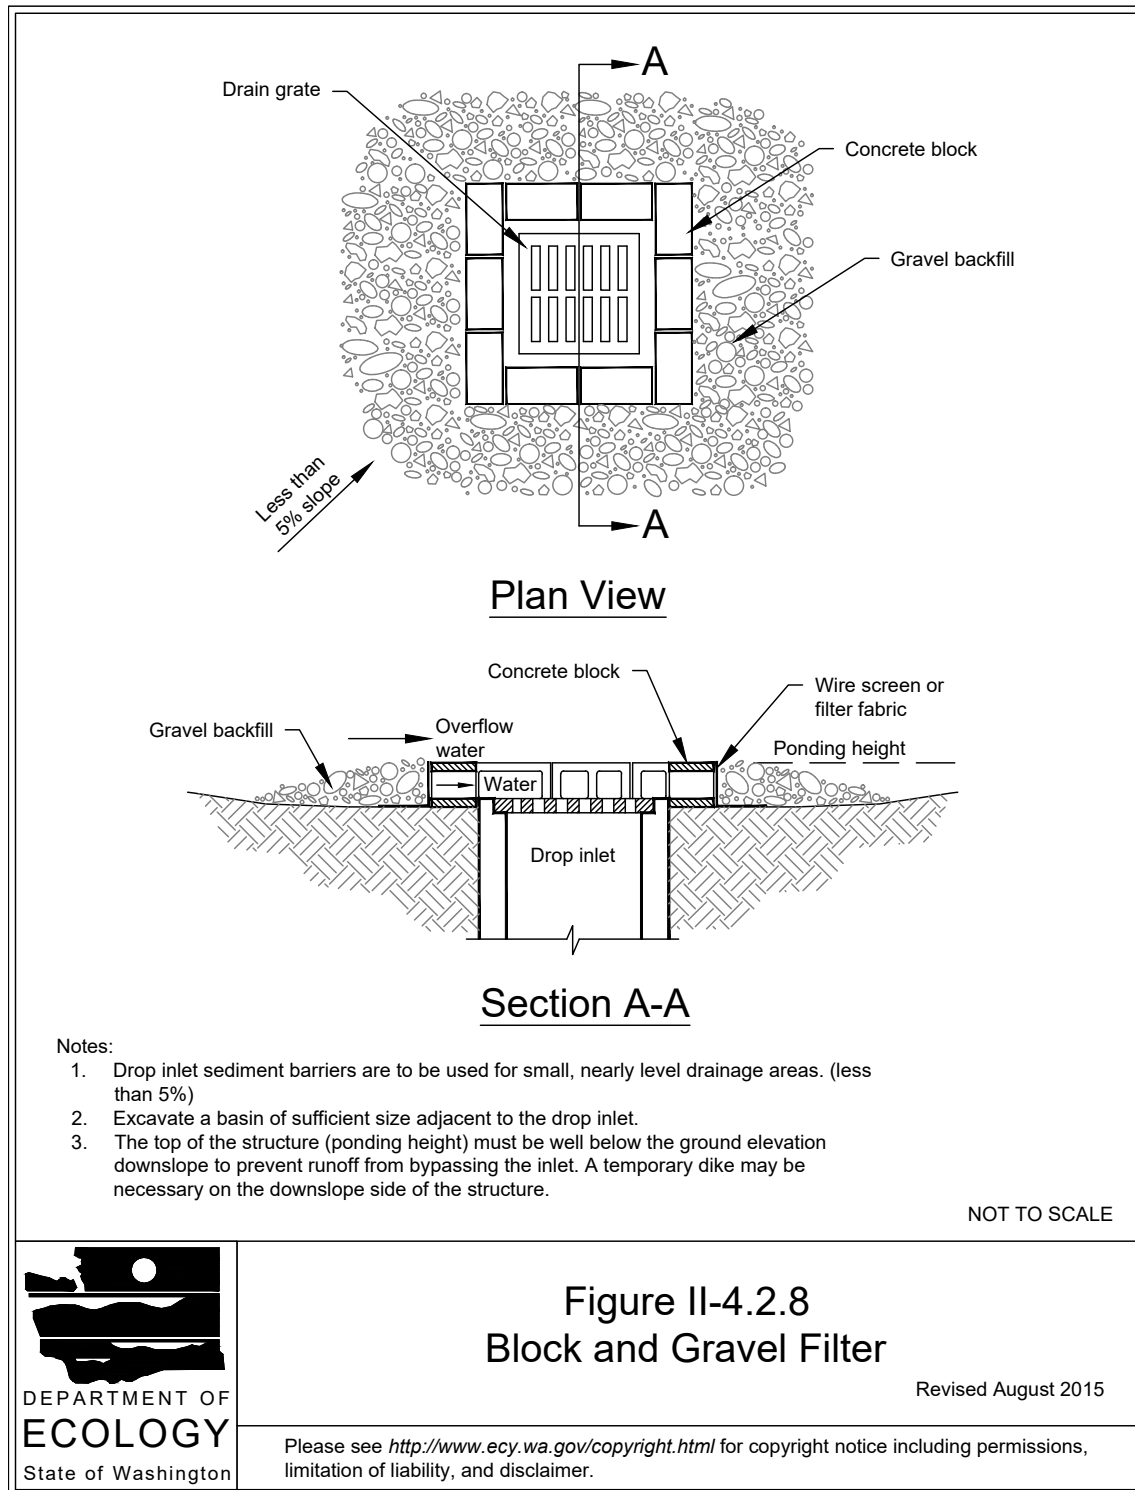 A
Drain grate
Concrete block
Gravel backfill
Less than
5% slope
A
Plan View
Concrete block
Wire screen or
filter fabric
Gravel backfill
Overflow
water
Ponding height
Water
Drop inlet
Section A-A
Notes:
1. Drop inlet sediment barriers are to be used for small, nearly level drainage areas. (less
than 5%)
2. Excavate a basin of sufficient size adjacent to the drop inlet.
3. The top of the structure (ponding height) must be well below the ground elevation
downslope to prevent runoff from bypassing the inlet. A temporary dike may be
necessary on the downslope side of the structure.
NOT TO SCALE
DEPARTMENT OF
ECOLOGY
State of Washington
Figure II-4.2.8
Block and Gravel Filter
Revised August 2015
Please see http://www.ecy.wa.gov/copyright.html for copyright notice including permissions,
limitation of liability, and disclaimer.